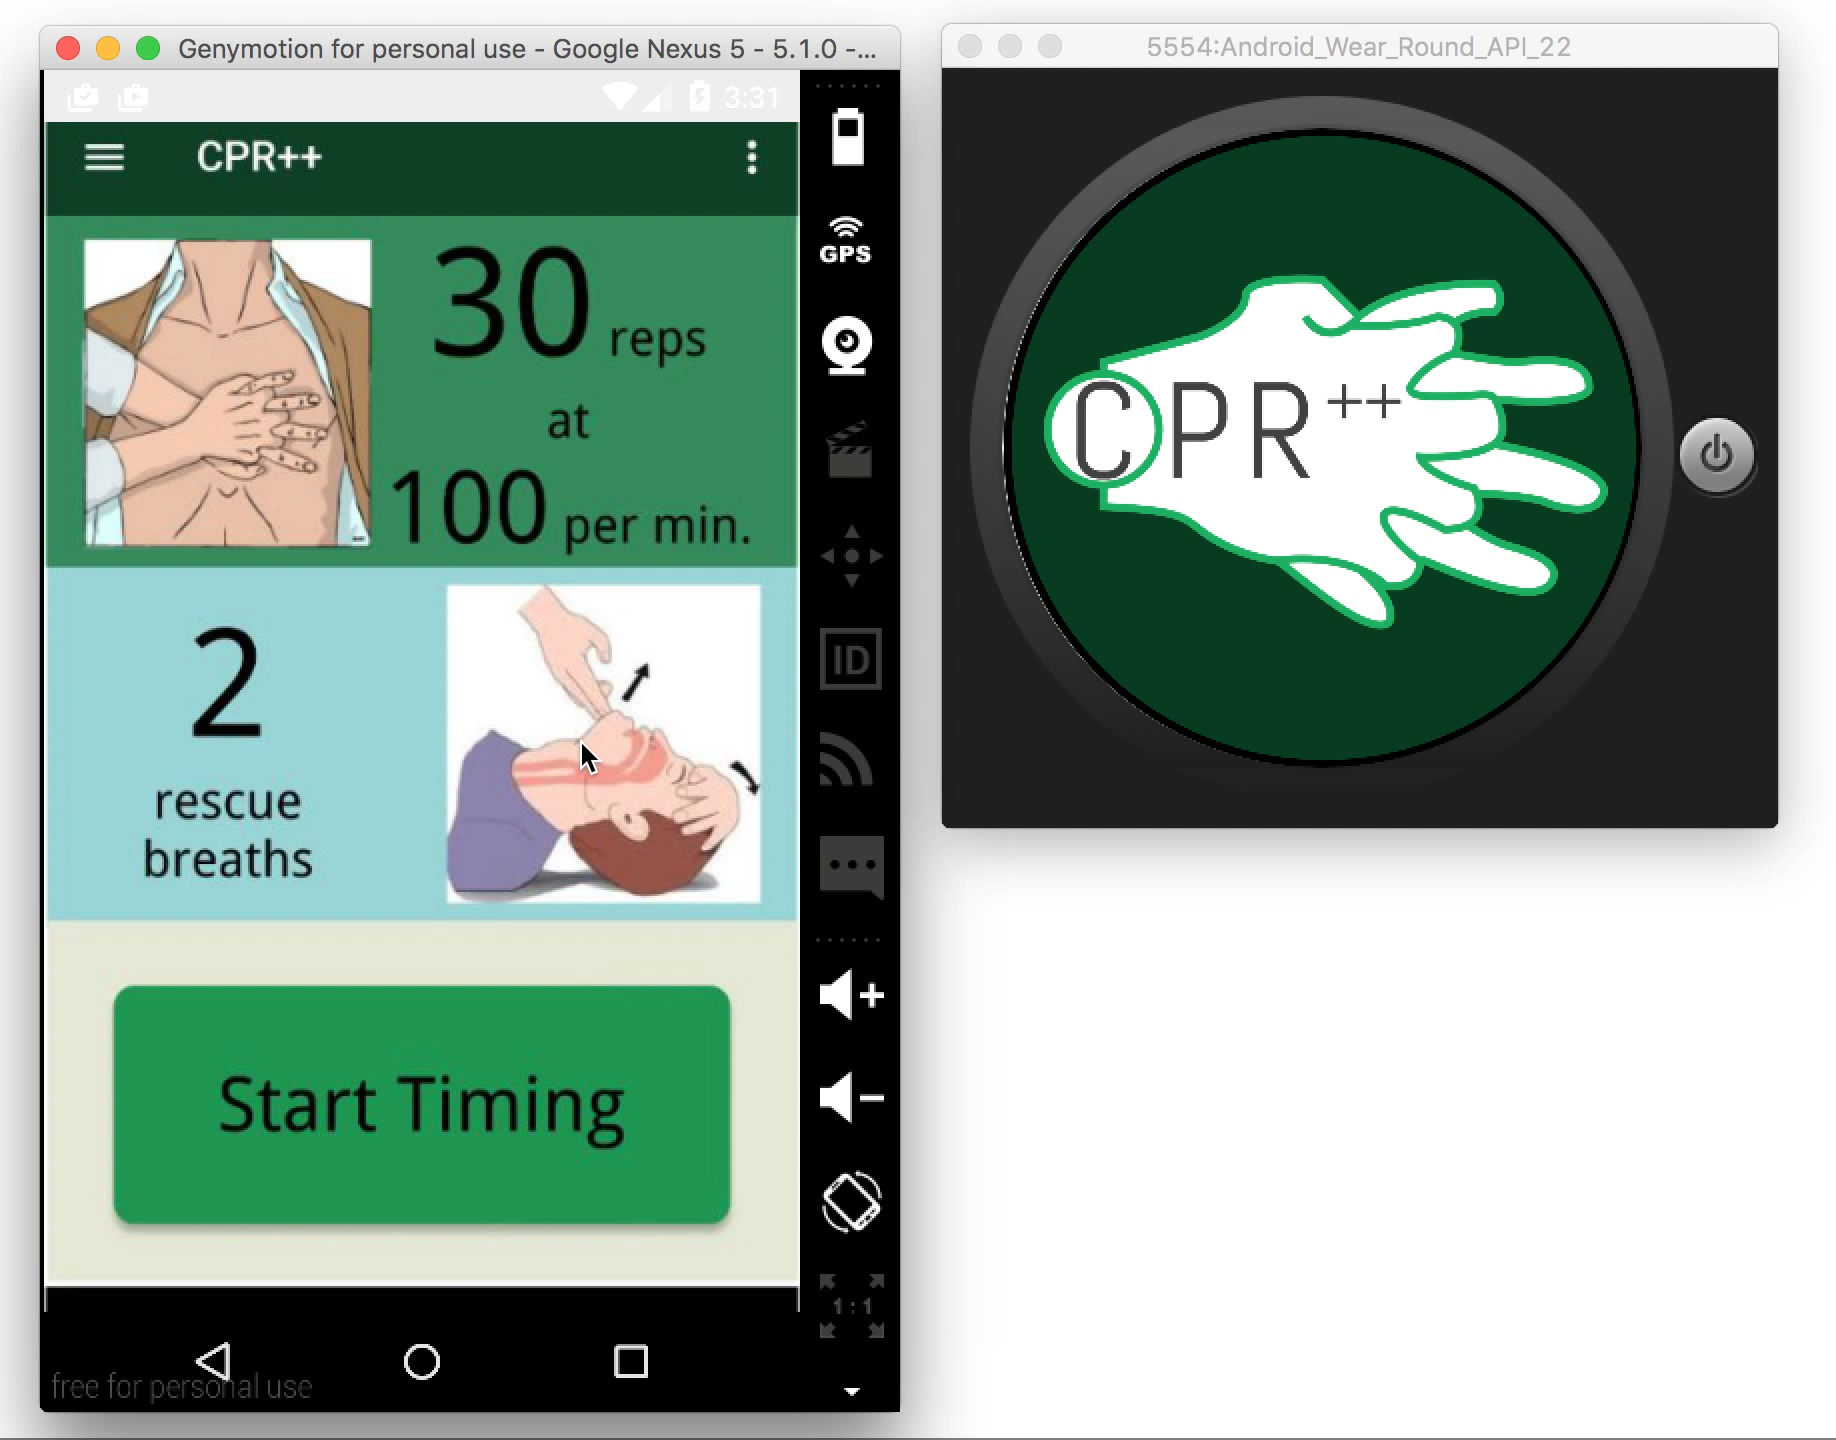 Genymotion for personal use - Google Nexus 5 - 5.1.0 -...
3:31
CPR++
30 reps
at
100 per min.
2
rescue
breaths
Start Timing
free for personal use
GPS
ID
1:1
5554:Android_Wear_Round_API_22
CPR++